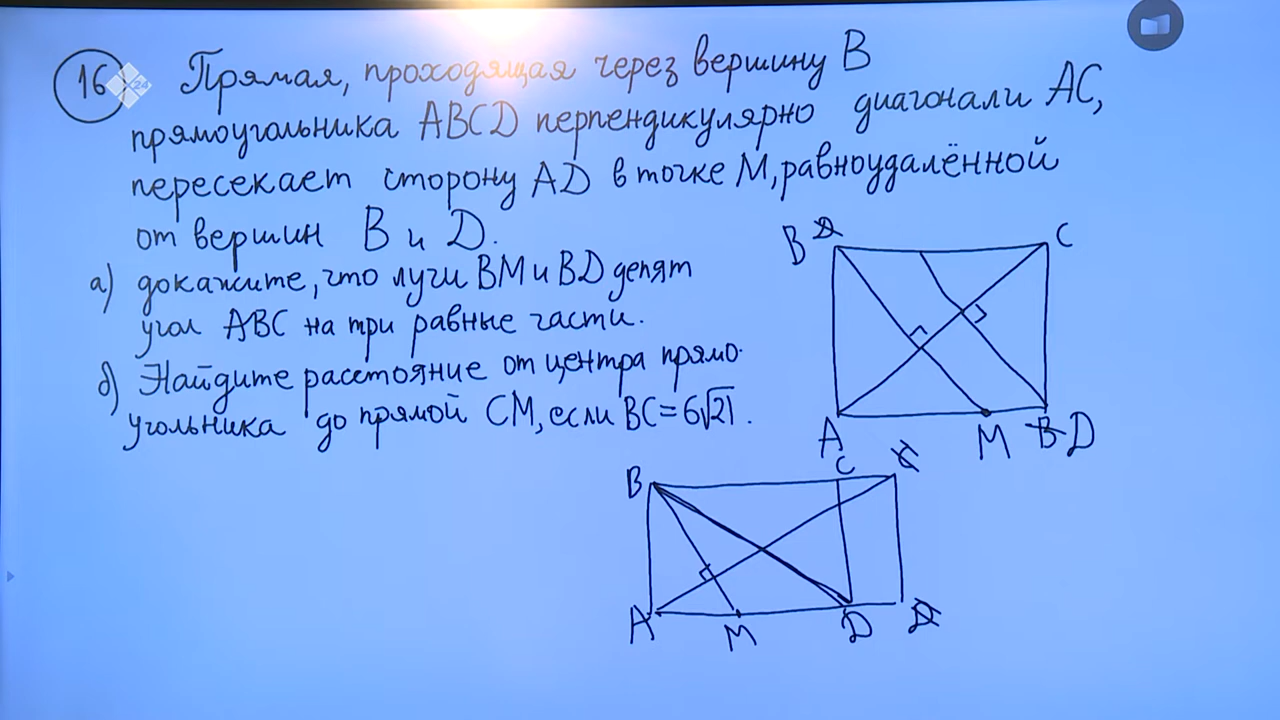 16 Прямая, проходящая через вершину B
прямоугольника ABCD перпендикулярно диагонали AC,
пересекает сторону AD в точке M, равноудалённой
от вершин B и D.
а) докажите, что лучи BM и BD делят
угол ABC на три равные части.
б) Найдите расстояние от центра прямо-
угольника до прямой CM, если BC = 6√21.
B
C
A
M
B D
B
C
C
A
M
D
D